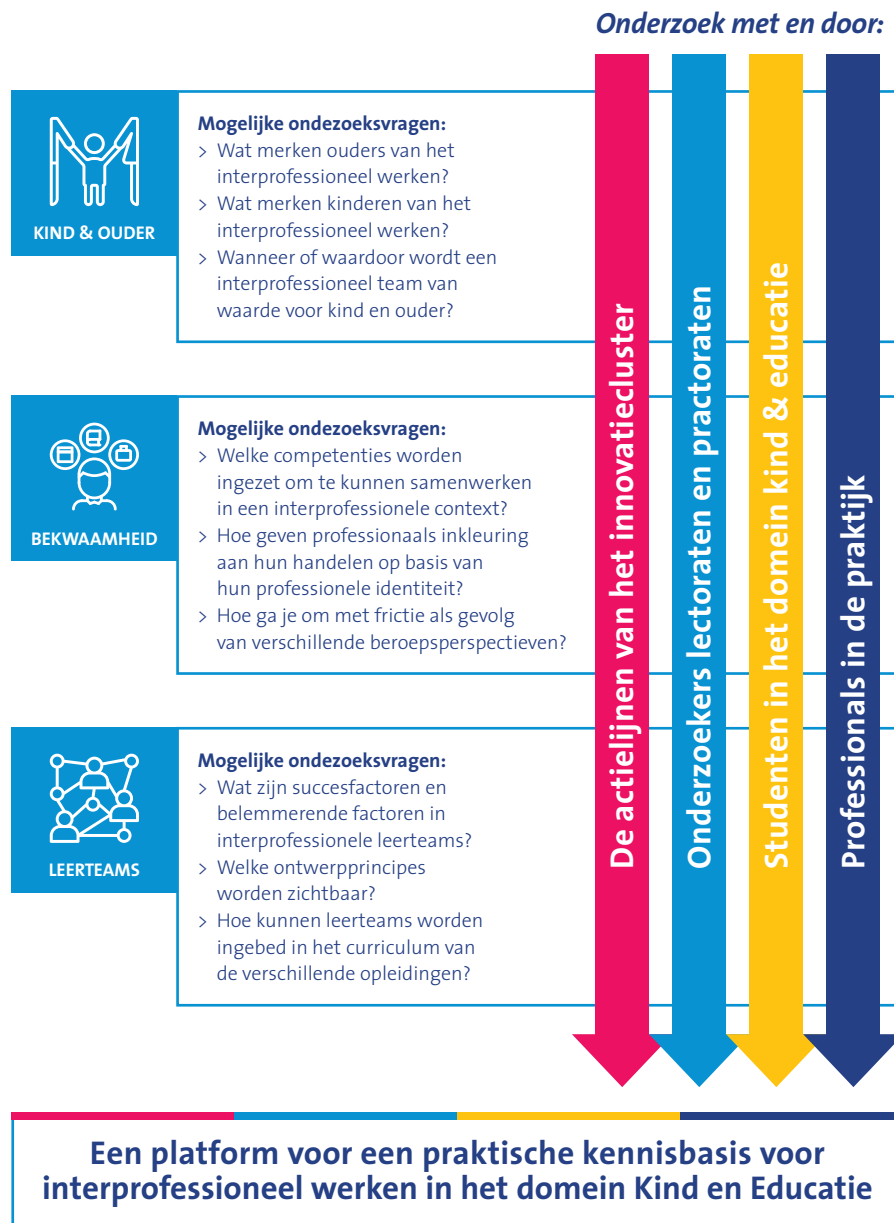 Onderzoek met en door:
KIND & OUDER
Mogelijke ondezoeksvragen:
> Wat merken ouders van het
interprofessioneel werken?
> Wat merken kinderen van het
interprofessioneel werken?
> Wanneer of waardoor wordt een
interprofessioneel team van
waarde voor kind en ouder?
BEKWAAMHEID
Mogelijke ondezoeksvragen:
> Welke competenties worden
ingezet om te kunnen samenwerken
in een interprofessionele context?
> Hoe geven professionaals inkleuring
aan hun handelen op basis van
hun professionele identiteit?
> Hoe ga je om met frictie als gevolg
van verschillende beroepsperspectieven?
LEERTEAMS
Mogelijke ondezoeksvragen:
> Wat zijn succesfactoren en
belemmerende factoren in
interprofessionele leerteams?
> Welke ontwerpprincipes
worden zichtbaar?
> Hoe kunnen leerteams worden
ingebed in het curriculum van
de verschillende opleidingen?
De actielijnen van het innovatiecluster
Onderzoekers lectoraten en practoraten
Studenten in het domein kind & educatie
Professionals in de praktijk
Een platform voor een praktische kennisbasis voor
interprofessioneel werken in het domein Kind en Educatie